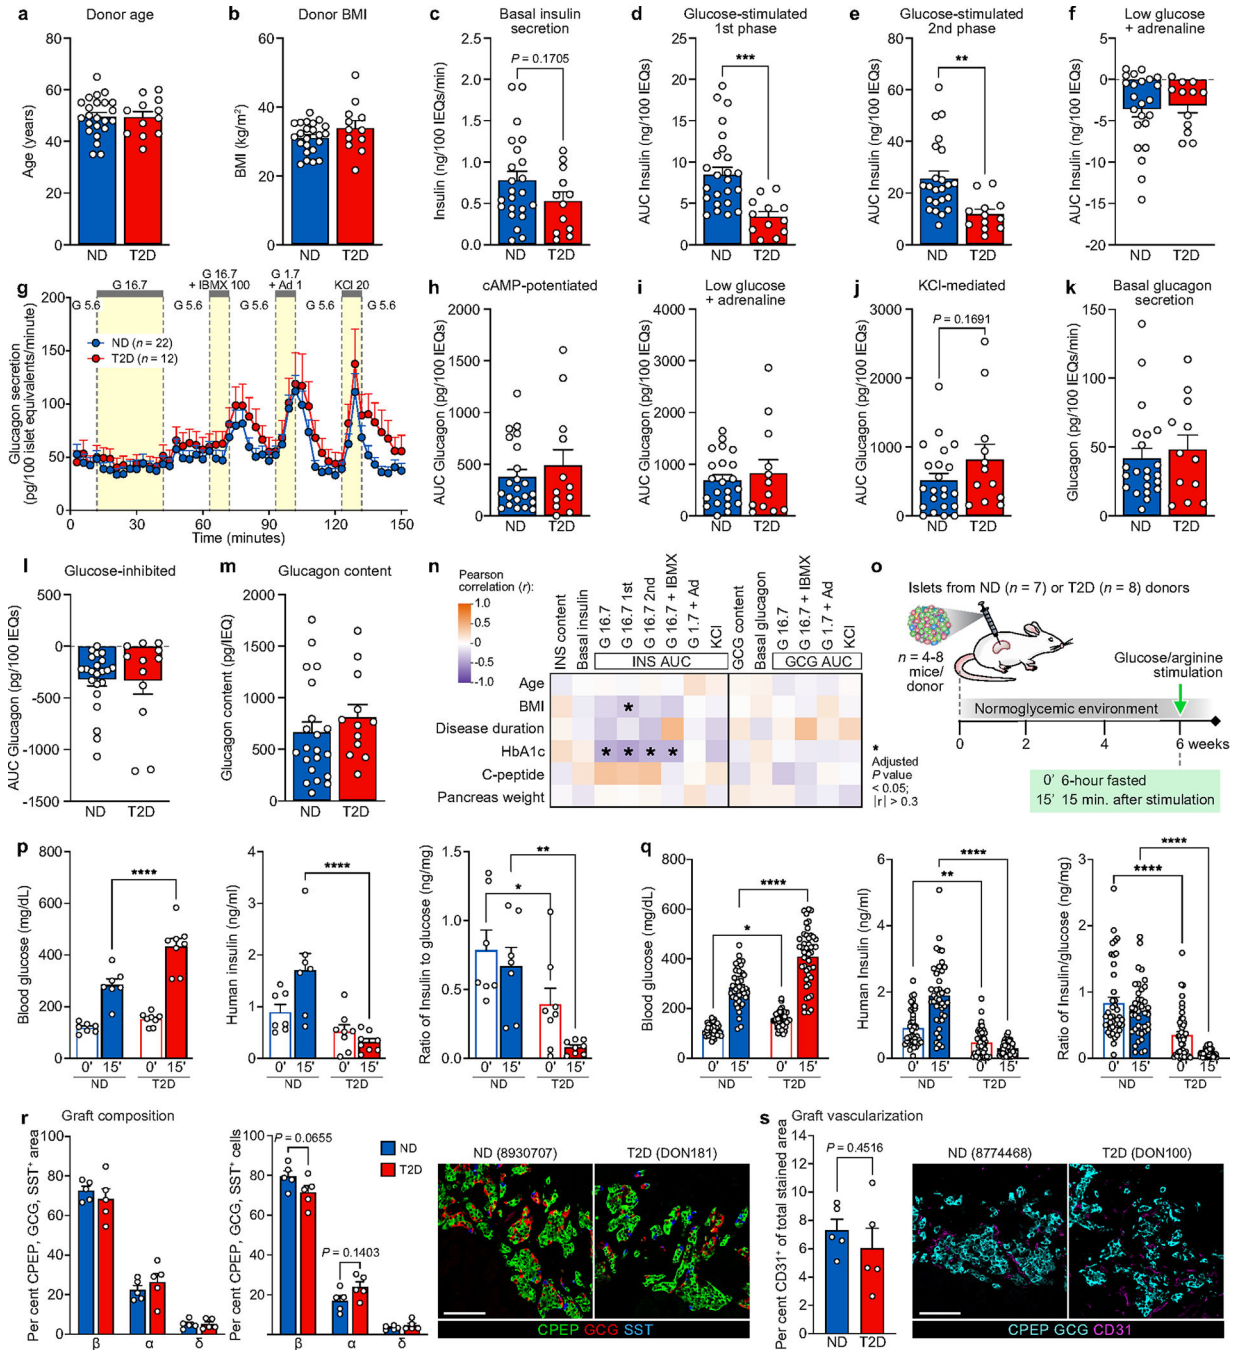 a Donor age
Age (years)
80
60
40
20
0
ND T2D
b Donor BMI
BMI (kg/m²)
60
40
20
0
ND T2D
c Basal insulin
secretion
Insulin (ng/100 IEQs/min)
2.5
2.0
1.5
1.0
0.5
0.0
P = 0.1705
ND T2D
d Glucose-stimulated
1st phase
AUC Insulin (ng/100 IEQs)
25
20
15
10
5
0
***
ND T2D
e Glucose-stimulated
2nd phase
AUC Insulin (ng/100 IEQs)
80
60
40
20
0
**
ND T2D
f Low glucose
+ adrenaline
AUC Insulin (ng/100 IEQs)
5
0
-5
-10
-15
-20
ND T2D
g
G 16.7
G 16.7
+ IBMX 100
G 1.7
+ Ad 1
KCl 20
G 5.6 G 5.6 G 5.6 G 5.6 G 5.6
ND (n = 22)
T2D (n = 12)
Glucagon secretion
(pg/100 islet equivalents/minute)
200
150
100
50
0
0 30 60 90 120 150
Time (minutes)
h cAMP-potentiated
AUC Glucagon (pg/100 IEQs)
2000
1500
1000
500
0
ND T2D
i Low glucose
+ adrenaline
AUC Glucagon (pg/100 IEQs)
4000
3000
2000
1000
0
ND T2D
j KCl-mediated
AUC Glucagon (pg/100 IEQs)
3000
2000
1000
0
P = 0.1691
ND T2D
k Basal glucagon
secretion
Glucagon (pg/100 IEQs/min)
150
100
50
0
ND T2D
l Glucose-inhibited
AUC Glucagon (pg/100 IEQs)
500
0
-500
-1000
-1500
ND T2D
m Glucagon content
Glucagon content (pg/IEQ)
2000
1500
1000
500
0
ND T2D
n
Pearson
correlation (r):
1.0
0.5
0.0
-0.5
-1.0
INS content
Basal insulin
G 16.7
G 16.7 1st
G 16.7 2nd
G 16.7 + IBMX
G 1.7 + Ad
KCl
GCG content
Basal glucagon
G 16.7
G 16.7 + IBMX
G 1.7 + Ad
KCl
INS AUC
GCG AUC
Age
BMI *
Disease duration
HbA1c * * * *
C-peptide
Pancreas weight
*
Adjusted
P value
< 0.05;
|r| > 0.3
o
Islets from ND (n = 7) or T2D (n = 8) donors
n = 4-8
mice/
donor
Glucose/arginine
stimulation
Normoglycemic environment
0 2 4 6 weeks
0' 6-hour fasted
15' 15 min. after stimulation
p
Blood glucose (mg/dL)
800
600
400
200
0
****
0' 15' 0' 15'
ND T2D
Human insulin (ng/ml)
4
3
2
1
0
****
0' 15' 0' 15'
ND T2D
Ratio of Insulin to glucose (ng/mg)
1.5
1.0
0.5
0.0
**
*
0' 15' 0' 15'
ND T2D
q
Blood glucose (mg/dL)
800
600
400
200
0
****
*
0' 15' 0' 15'
ND T2D
Human Insulin (ng/ml)
6
4
2
0
****
**
0' 15' 0' 15'
ND T2D
Ratio of Insulin/glucose (ng/mg)
3
2
1
0
****
****
0' 15' 0' 15'
ND T2D
r Graft composition
Per cent CPEP, GCG, SST⁺ area
100
80
60
40
20
0
β α δ
Per cent CPEP, GCG, SST⁺ cells
100
80
60
40
20
0
P = 0.0655
P = 0.1403
β α δ
ND
T2D
ND (8930707) T2D (DON181)
CPEP GCG SST
s Graft vascularization
Per cent CD31⁺ of total stained area
14
12
10
8
6
4
2
0
P = 0.4516
ND T2D
ND (8774468) T2D (DON100)
CPEP GCG CD31